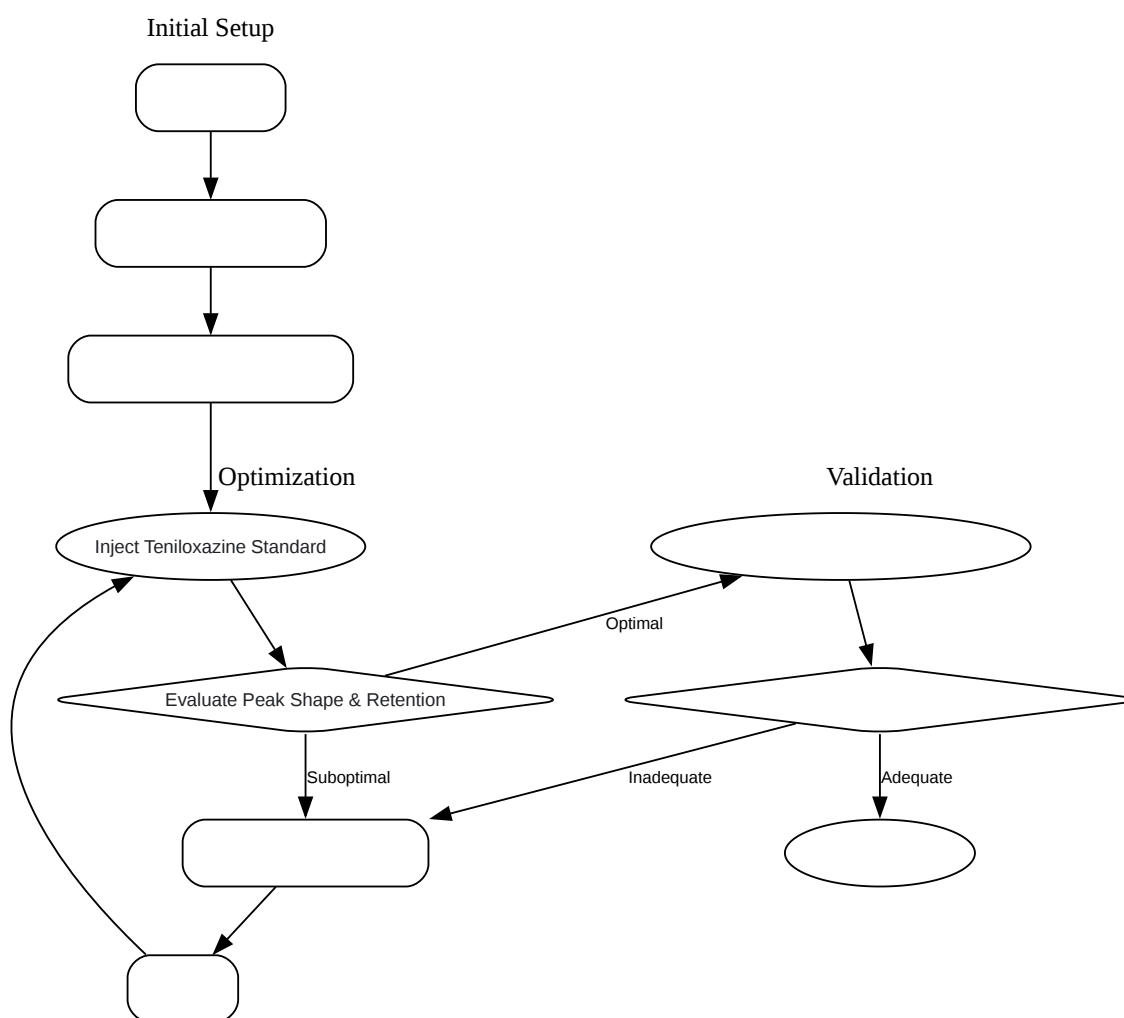 Initial Setup
Optimization
Validation
Inject Teniloxazine Standard
Optimal
Evaluate Peak Shape & Retention
Suboptimal
Inadequate
Adequate